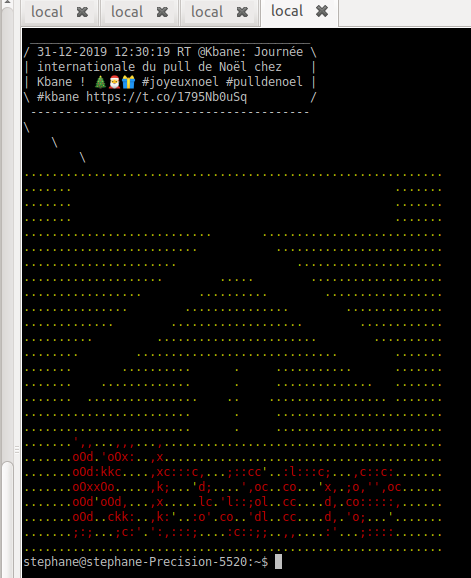 local ✖ local ✖ local ✖ local ✖
/ 31-12-2019 12:30:19 RT @Kbane: Journée \
| internationale du pull de Noël chez |
| Kbane ! 🎄🎅🎁 #joyeuxnoel #pulldenoel |
\ #kbane https://t.co/1795Nb0uSq /
stephane@stephane-Precision-5520:~$